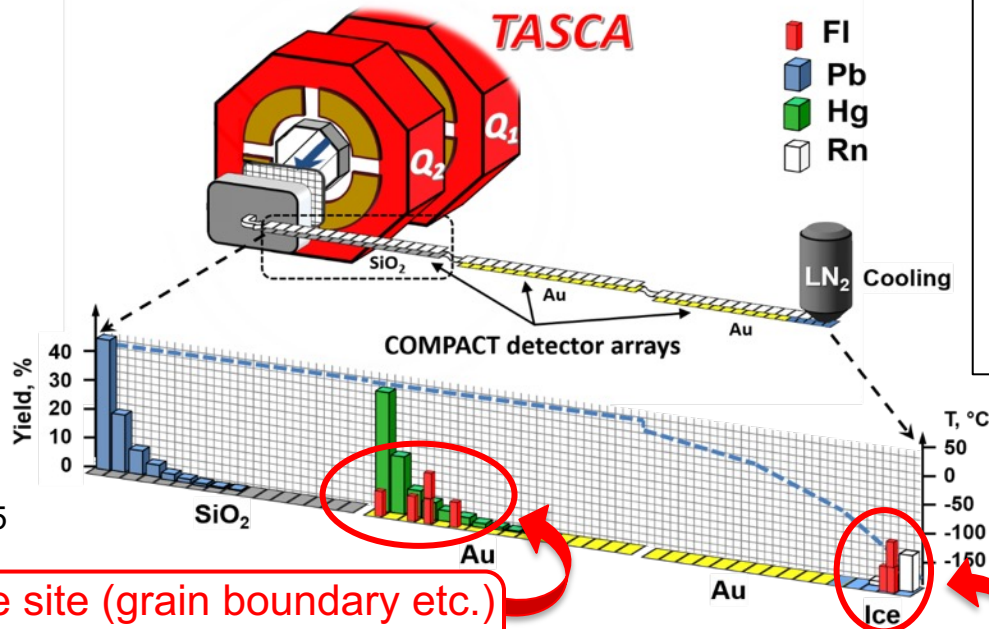 TASCA
Fl
Pb
Hg
Rn
Q1
Q2
SiO2
Au
Au
LN2
Cooling
COMPACT detector arrays
Yield, %
40
30
20
10
0
T, °C
50
0
-50
-100
-150
5
SiO2
Au
Au
Ice
e site (grain boundary etc.)